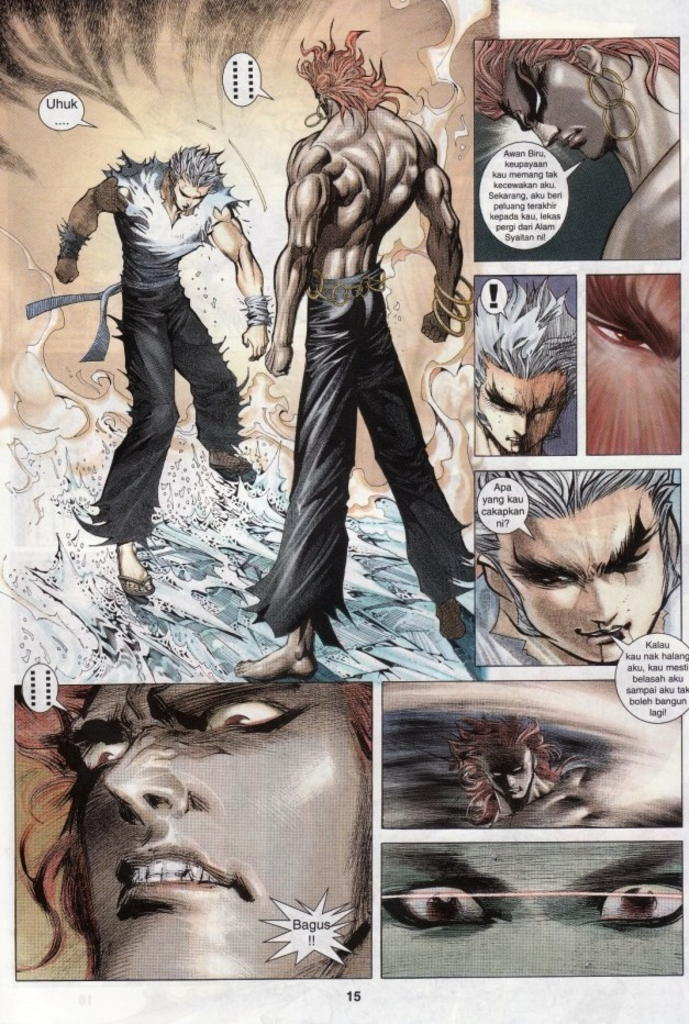 Uhuk
....
Awan Biru,
keupayaan
kau memang tak
kecewakan aku.
Sekarang, aku beri
peluang terakhir
kepada kau, lekas
pergi dari Alam
Syaitan ni!
!
Apa
yang kau
cakapkan
ni?
Kalau
kau nak halang
aku, kau mesti
belasah aku
sampai aku tak
boleh bangun
lagi!
Bagus
!!
15